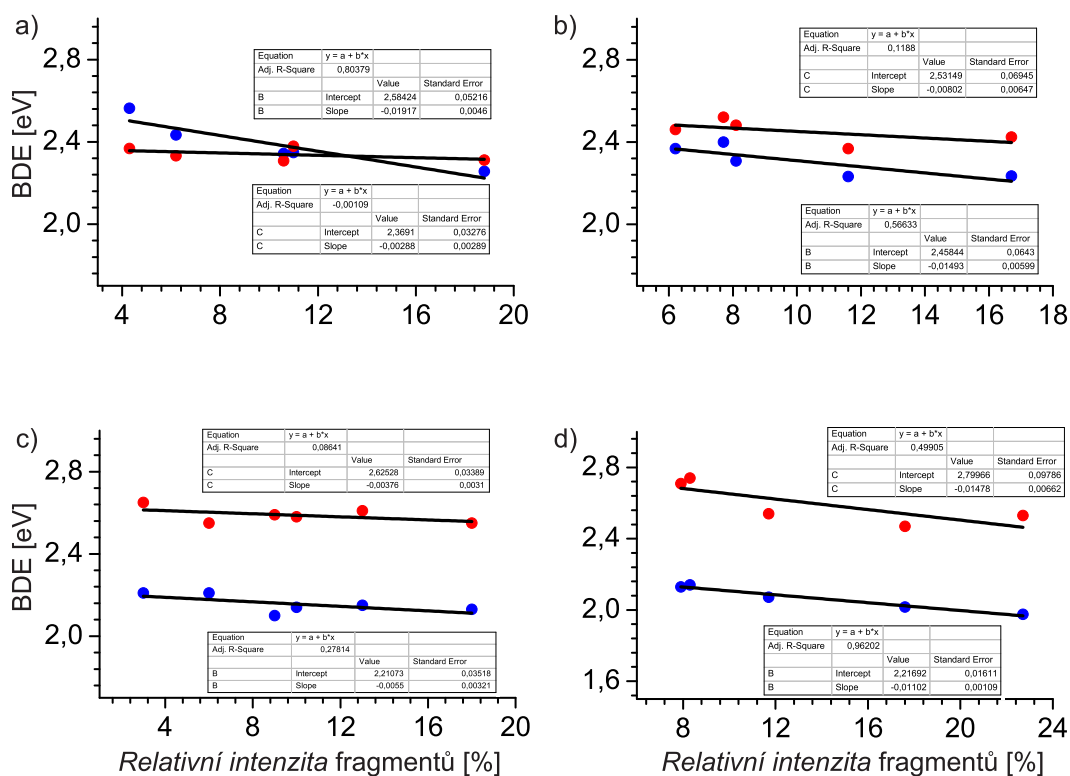 a)
BDE [eV]
2,8
2,4
2,0
4 8 12 16 20
Equation y = a + b*x
Adj. R-Square 0,80379
Value Standard Error
B Intercept 2,58424 0,05216
B Slope -0,01917 0,0046
Equation y = a + b*x
Adj. R-Square -0,00109
Value Standard Error
C Intercept 2,3691 0,03276
C Slope -0,00288 0,00289
b)
BDE [eV]
2,8
2,4
2,0
6 8 10 12 14 16 18
Equation y = a + b*x
Adj. R-Square 0,1188
Value Standard Error
C Intercept 2,53149 0,06945
C Slope -0,00802 0,00647
Equation y = a + b*x
Adj. R-Square 0,56633
Value Standard Error
B Intercept 2,45844 0,0643
B Slope -0,01493 0,00599
c)
BDE [eV]
2,8
2,4
2,0
4 8 12 16 20
Equation y = a + b*x
Adj. R-Square 0,08641
Value Standard Error
C Intercept 2,62528 0,03389
C Slope -0,00376 0,0031
Equation y = a + b*x
Adj. R-Square 0,27814
Value Standard Error
B Intercept 2,21073 0,03518
B Slope -0,0055 0,00321
Relativní intenzita fragmentů [%]
d)
BDE [eV]
2,8
2,4
2,0
1,6
8 12 16 20 24
Equation y = a + b*x
Adj. R-Square 0,49905
Value Standard Error
C Intercept 2,79966 0,09786
C Slope -0,01478 0,00662
Equation y = a + b*x
Adj. R-Square 0,96202
Value Standard Error
B Intercept 2,21692 0,01611
B Slope -0,01102 0,00109
Relativní intenzita fragmentů [%]